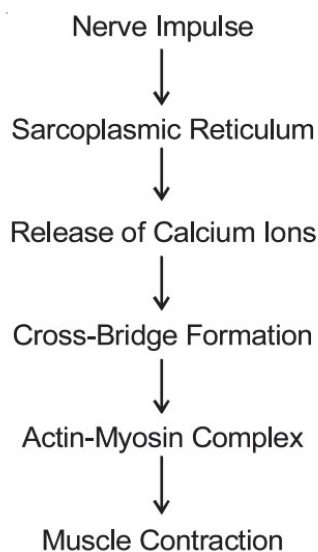 Nerve Impulse
Sarcoplasmic Reticulum
Release of Calcium Ions
Cross-Bridge Formation
Actin-Myosin Complex
Muscle Contraction